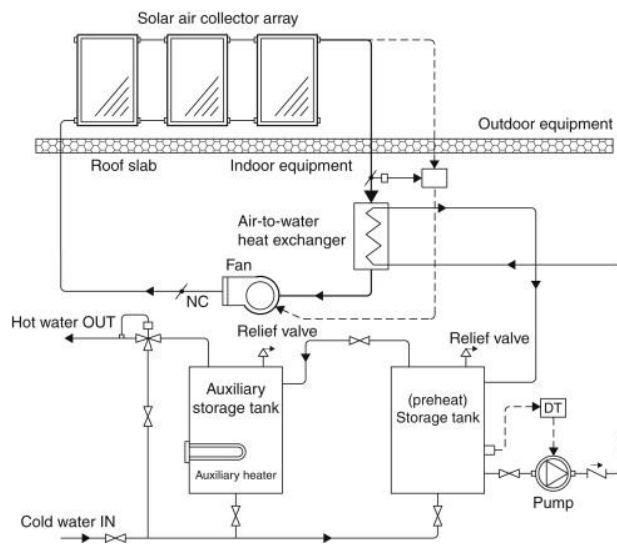 Solar air collector array
Outdoor equipment
Roof slab
Indoor equipment
Air-to-water
heat exchanger
Fan
NC
Hot water OUT
Relief valve
Relief valve
Auxiliary
storage tank
(preheat)
Storage tank
DT
Auxiliary heater
Pump
Cold water IN